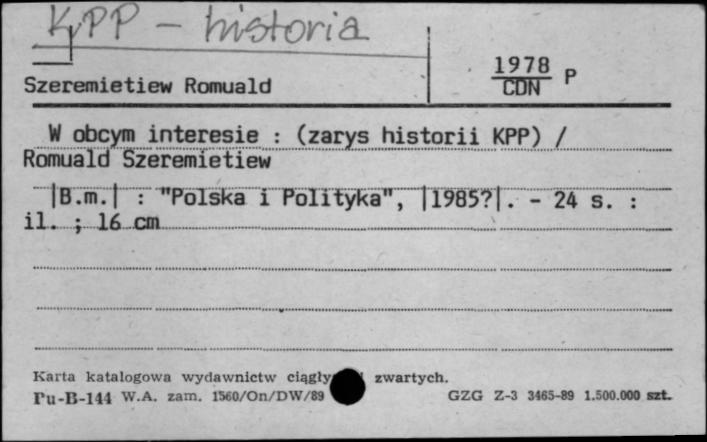 KPP - historia
Szeremietiew Romuald
1978
CDN P
W obcym interesie : (zarys historii KPP) /
Romuald Szeremietiew
|B.m.| : "Polska i Polityka", |1985?|. - 24 s. :
il. ; 16 cm
Karta katalogowa wydawnictw zwartych.
Pu-B-144 W.A. zam. 1560/On/DW/89 GZG Z-3 3465-89 1.500.000 szt.